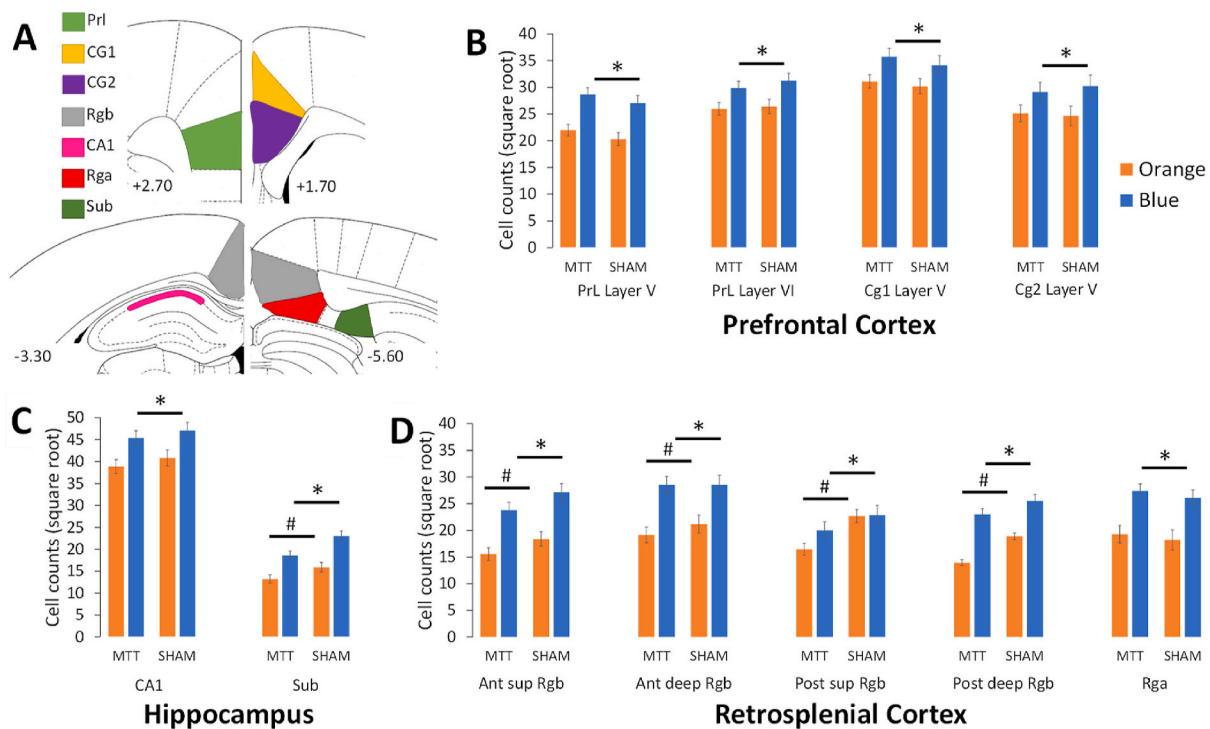 A
Prl
CG1
CG2
Rgb
CA1
Rga
Sub
+2.70
+1.70
-3.30
-5.60
B
Cell counts (square root)
40
35
30
25
20
15
10
5
0
*
*
*
*
MTT SHAM MTT SHAM MTT SHAM MTT SHAM
PrL Layer V PrL Layer VI Cg1 Layer V Cg2 Layer V
Prefrontal Cortex
Orange
Blue
C
Cell counts (square root)
50
45
40
35
30
25
20
15
10
5
0
*
*
#
MTT SHAM MTT SHAM
CA1 Sub
Hippocampus
D
Cell counts (square root)
40
35
30
25
20
15
10
5
0
# *
# *
# *
# *
*
MTT SHAM MTT SHAM MTT SHAM MTT SHAM MTT SHAM
Ant sup Rgb Ant deep Rgb Post sup Rgb Post deep Rgb Rga
Retrosplenial Cortex